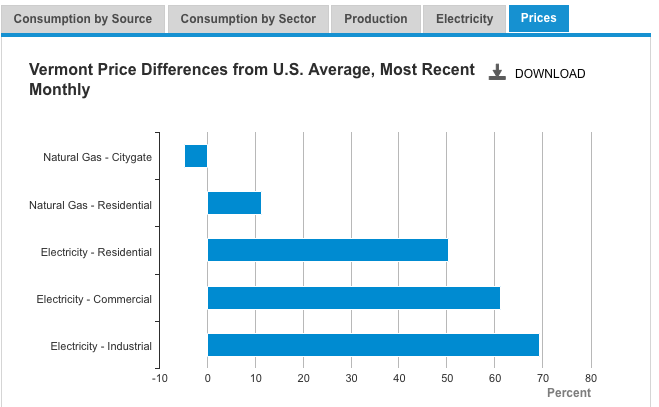 Consumption by Source
Consumption by Sector
Production
Electricity
Prices
Vermont Price Differences from U.S. Average, Most Recent
Monthly
DOWNLOAD
Natural Gas - Citygate
Natural Gas - Residential
Electricity - Residential
Electricity - Commercial
Electricity - Industrial
-10 0 10 20 30 40 50 60 70 80
Percent